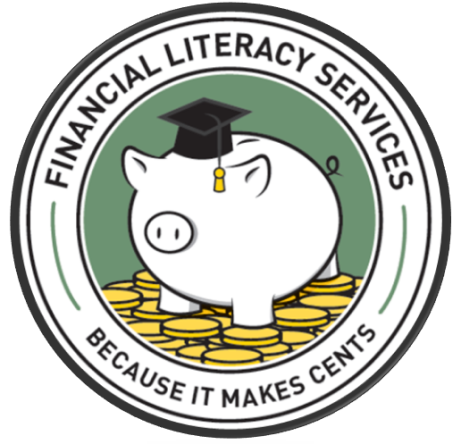 FINANCIAL LITERACY SERVICES
BECAUSE IT MAKES CENTS